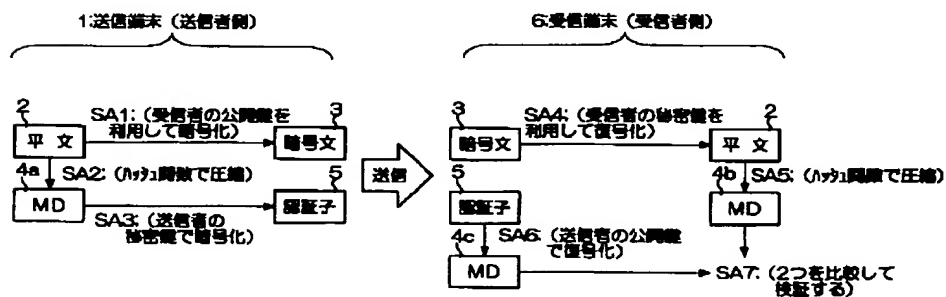 1:送信端末(送信者側)
6:受信端末(受信者側)
2
平文
SA1:(受信者の公開鍵を
利用して暗号化)
3
暗号文
4a
SA2:(ハッシュ関数で圧縮)
MD
SA3:(送信者の
秘密鍵で暗号化)
5
認証子
送信
3
暗号文
SA4:(受信者の秘密鍵を
利用して復号化)
2
平文
5
認証子
4b
SA5:(ハッシュ関数で圧縮)
MD
4c
SA6:(送信者の公開鍵
で復号化)
MD
SA7:(2つを比較して
検証する)